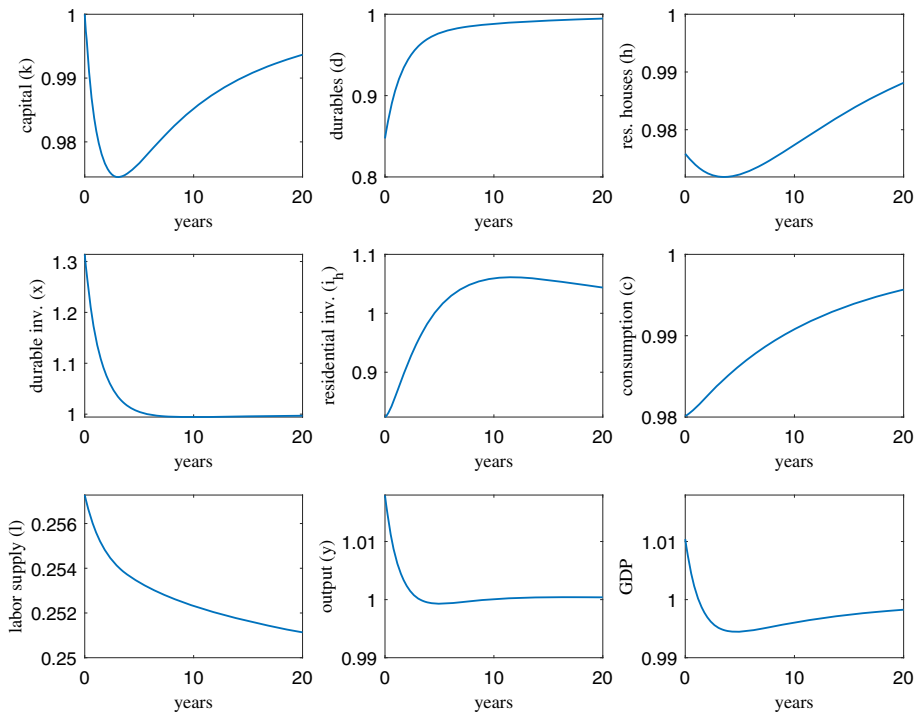 capital (k)
1
0.99
0.98
0 10 20
years
durables (d)
1
0.9
0.8
0 10 20
years
res. houses (h)
1
0.99
0.98
0 10 20
years
durable inv. (x)
1.3
1.2
1.1
1
0 10 20
years
residential inv. (i_h)
1.1
1
0.9
0 10 20
years
consumption (c)
1
0.99
0.98
0 10 20
years
labor supply (l)
0.256
0.254
0.252
0.25
0 10 20
years
output (y)
1.01
1
0.99
0 10 20
years
GDP
1.01
1
0.99
0 10 20
years